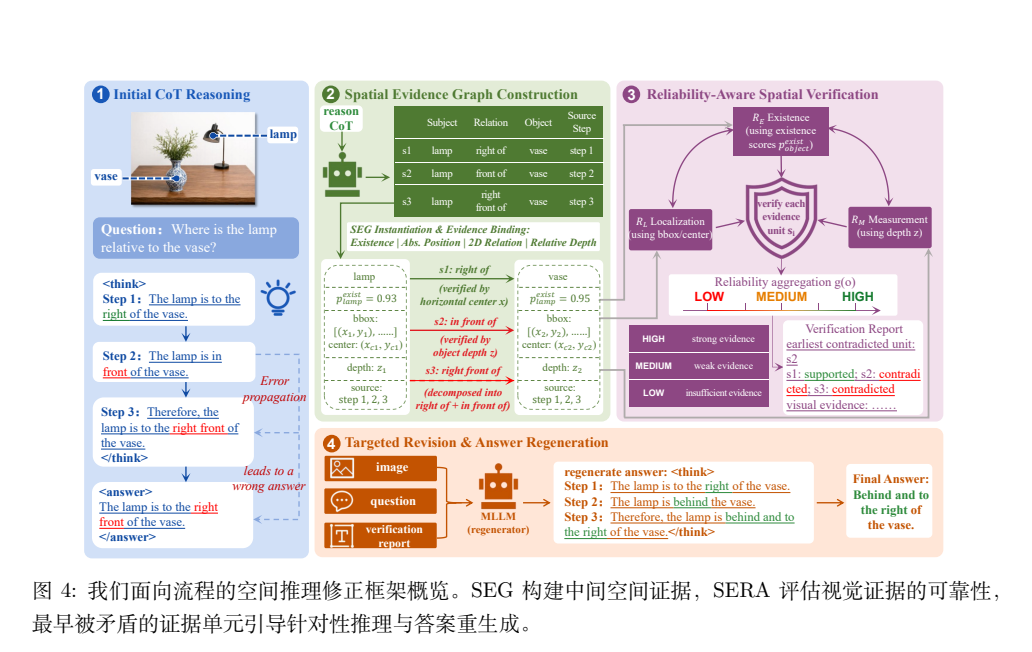 1 Initial CoT Reasoning
lamp
vase
Question: Where is the lamp
relative to the vase?
<think>
Step 1: The lamp is to the
right of the vase.
Step 2: The lamp is in
front of the vase.
Error
propagation
Step 3: Therefore, the
lamp is to the right front of
the vase.
</think>
leads to a
wrong answer
<answer>
The lamp is to the right
front of the vase.
</answer>
2 Spatial Evidence Graph Construction
reason
CoT
Subject Relation Object Source Step
s1 lamp right of vase step 1
s2 lamp front of vase step 2
s3 lamp right front of vase step 3
SEG Instantiation & Evidence Binding:
Existence | Abs. Position | 2D Relation | Relative Depth
lamp
p_lamp^exist = 0.93
bbox:
[(x₁, y₁), ......]
center: (x_c1, y_c1)
depth: z₁
source:
step 1, 2, 3
s1: right of
(verified by
horizontal center x)
s2: in front of
(verified by
object depth z)
s3: right front of
(decomposed into
right of + in front of)
vase
p_vase^exist = 0.95
bbox:
[(x₂, y₂), ......]
center: (x_c2, y_c2)
depth: z₂
source:
step 1, 2, 3
3 Reliability-Aware Spatial Verification
R_E Existence
(using existence
scores p_object^exist)
R_L Localization
(using bbox/center)
verify each
evidence
unit s_i
R_M Measurement
(using depth z)
Reliability aggregation g(o)
LOW MEDIUM HIGH
HIGH strong evidence
MEDIUM weak evidence
LOW insufficient evidence
Verification Report
earliest contradicted unit:
s2
s1: supported; s2: contradi
cted; s3: contradicted
visual evidence: ……
4 Targeted Revision & Answer Regeneration
image
question
verification
report
MLLM
(regenerator)
regenerate answer: <think>
Step 1: The lamp is to the right of the vase.
Step 2: The lamp is behind the vase.
Step 3: Therefore, the lamp is behind and to
the right of the vase.</think>
Final Answer:
Behind and to
the right of
the vase.
图 4: 我们面向流程的空间推理修正框架概览。SEG 构建中间空间证据，SERA 评估视觉证据的可靠性，
最早被矛盾的证据单元引导针对性推理与答案重生成。